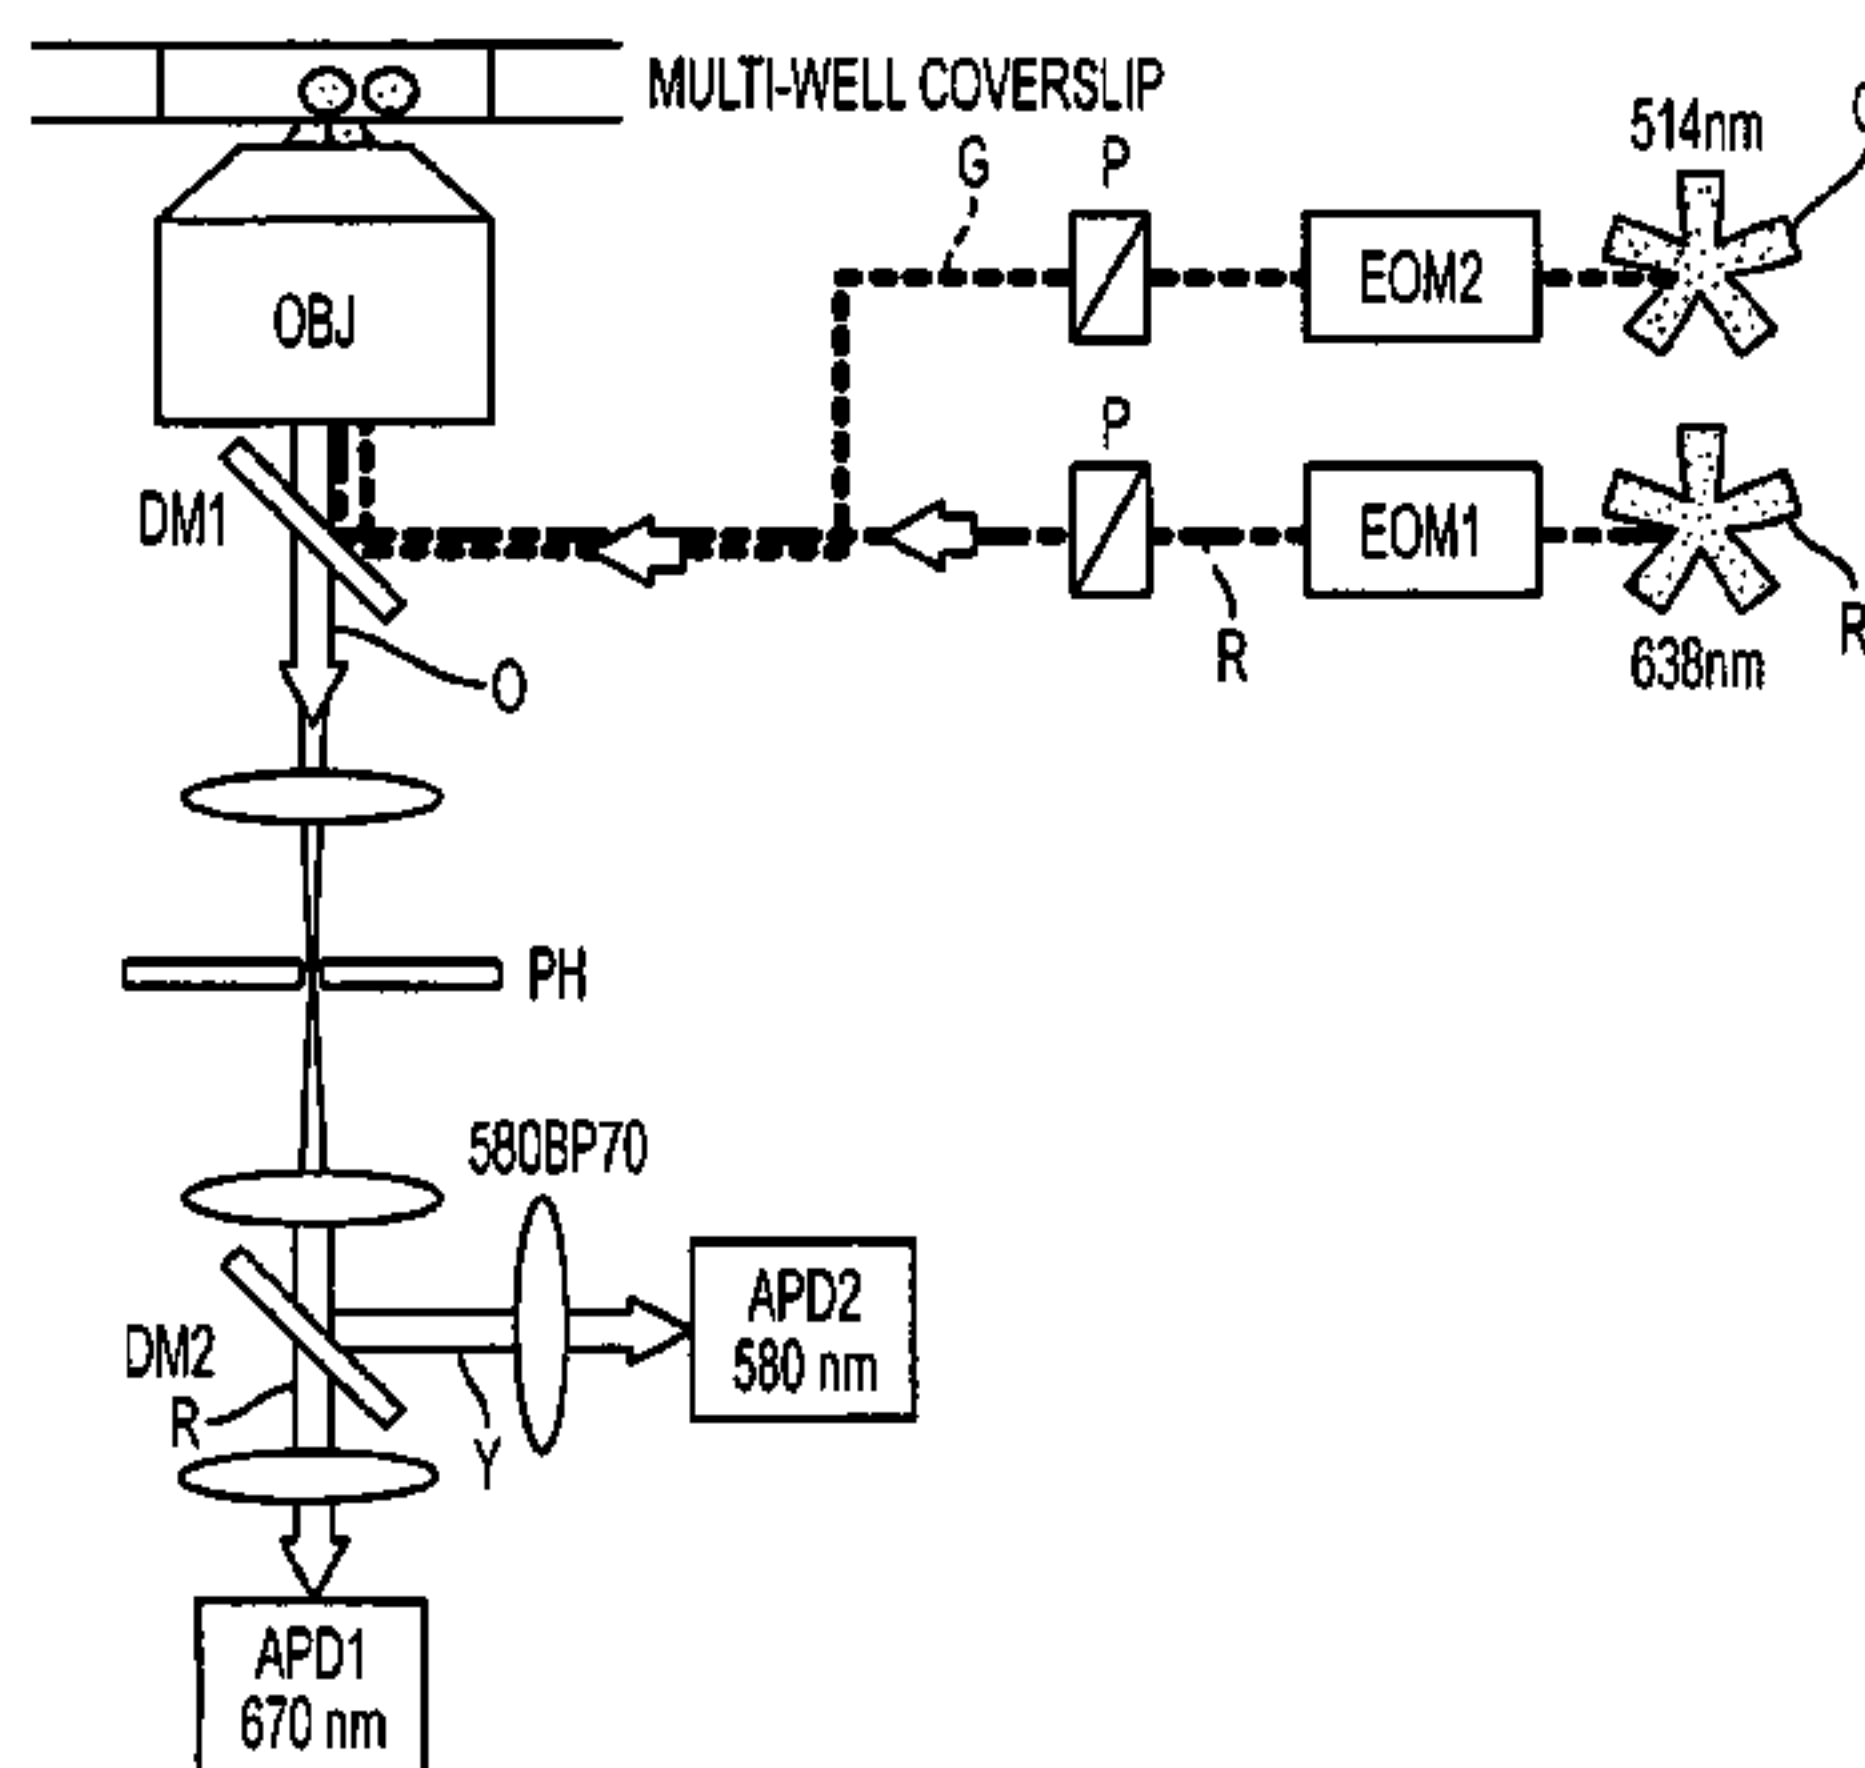 MULTI-WELL COVERSLIP
G
P
514nm
EOM2
OBJ
P
DM1
EOM1
R
R
638nm
O
PH
580BP70
APD2
580 nm
DM2
R
Y
APD1
670 nm